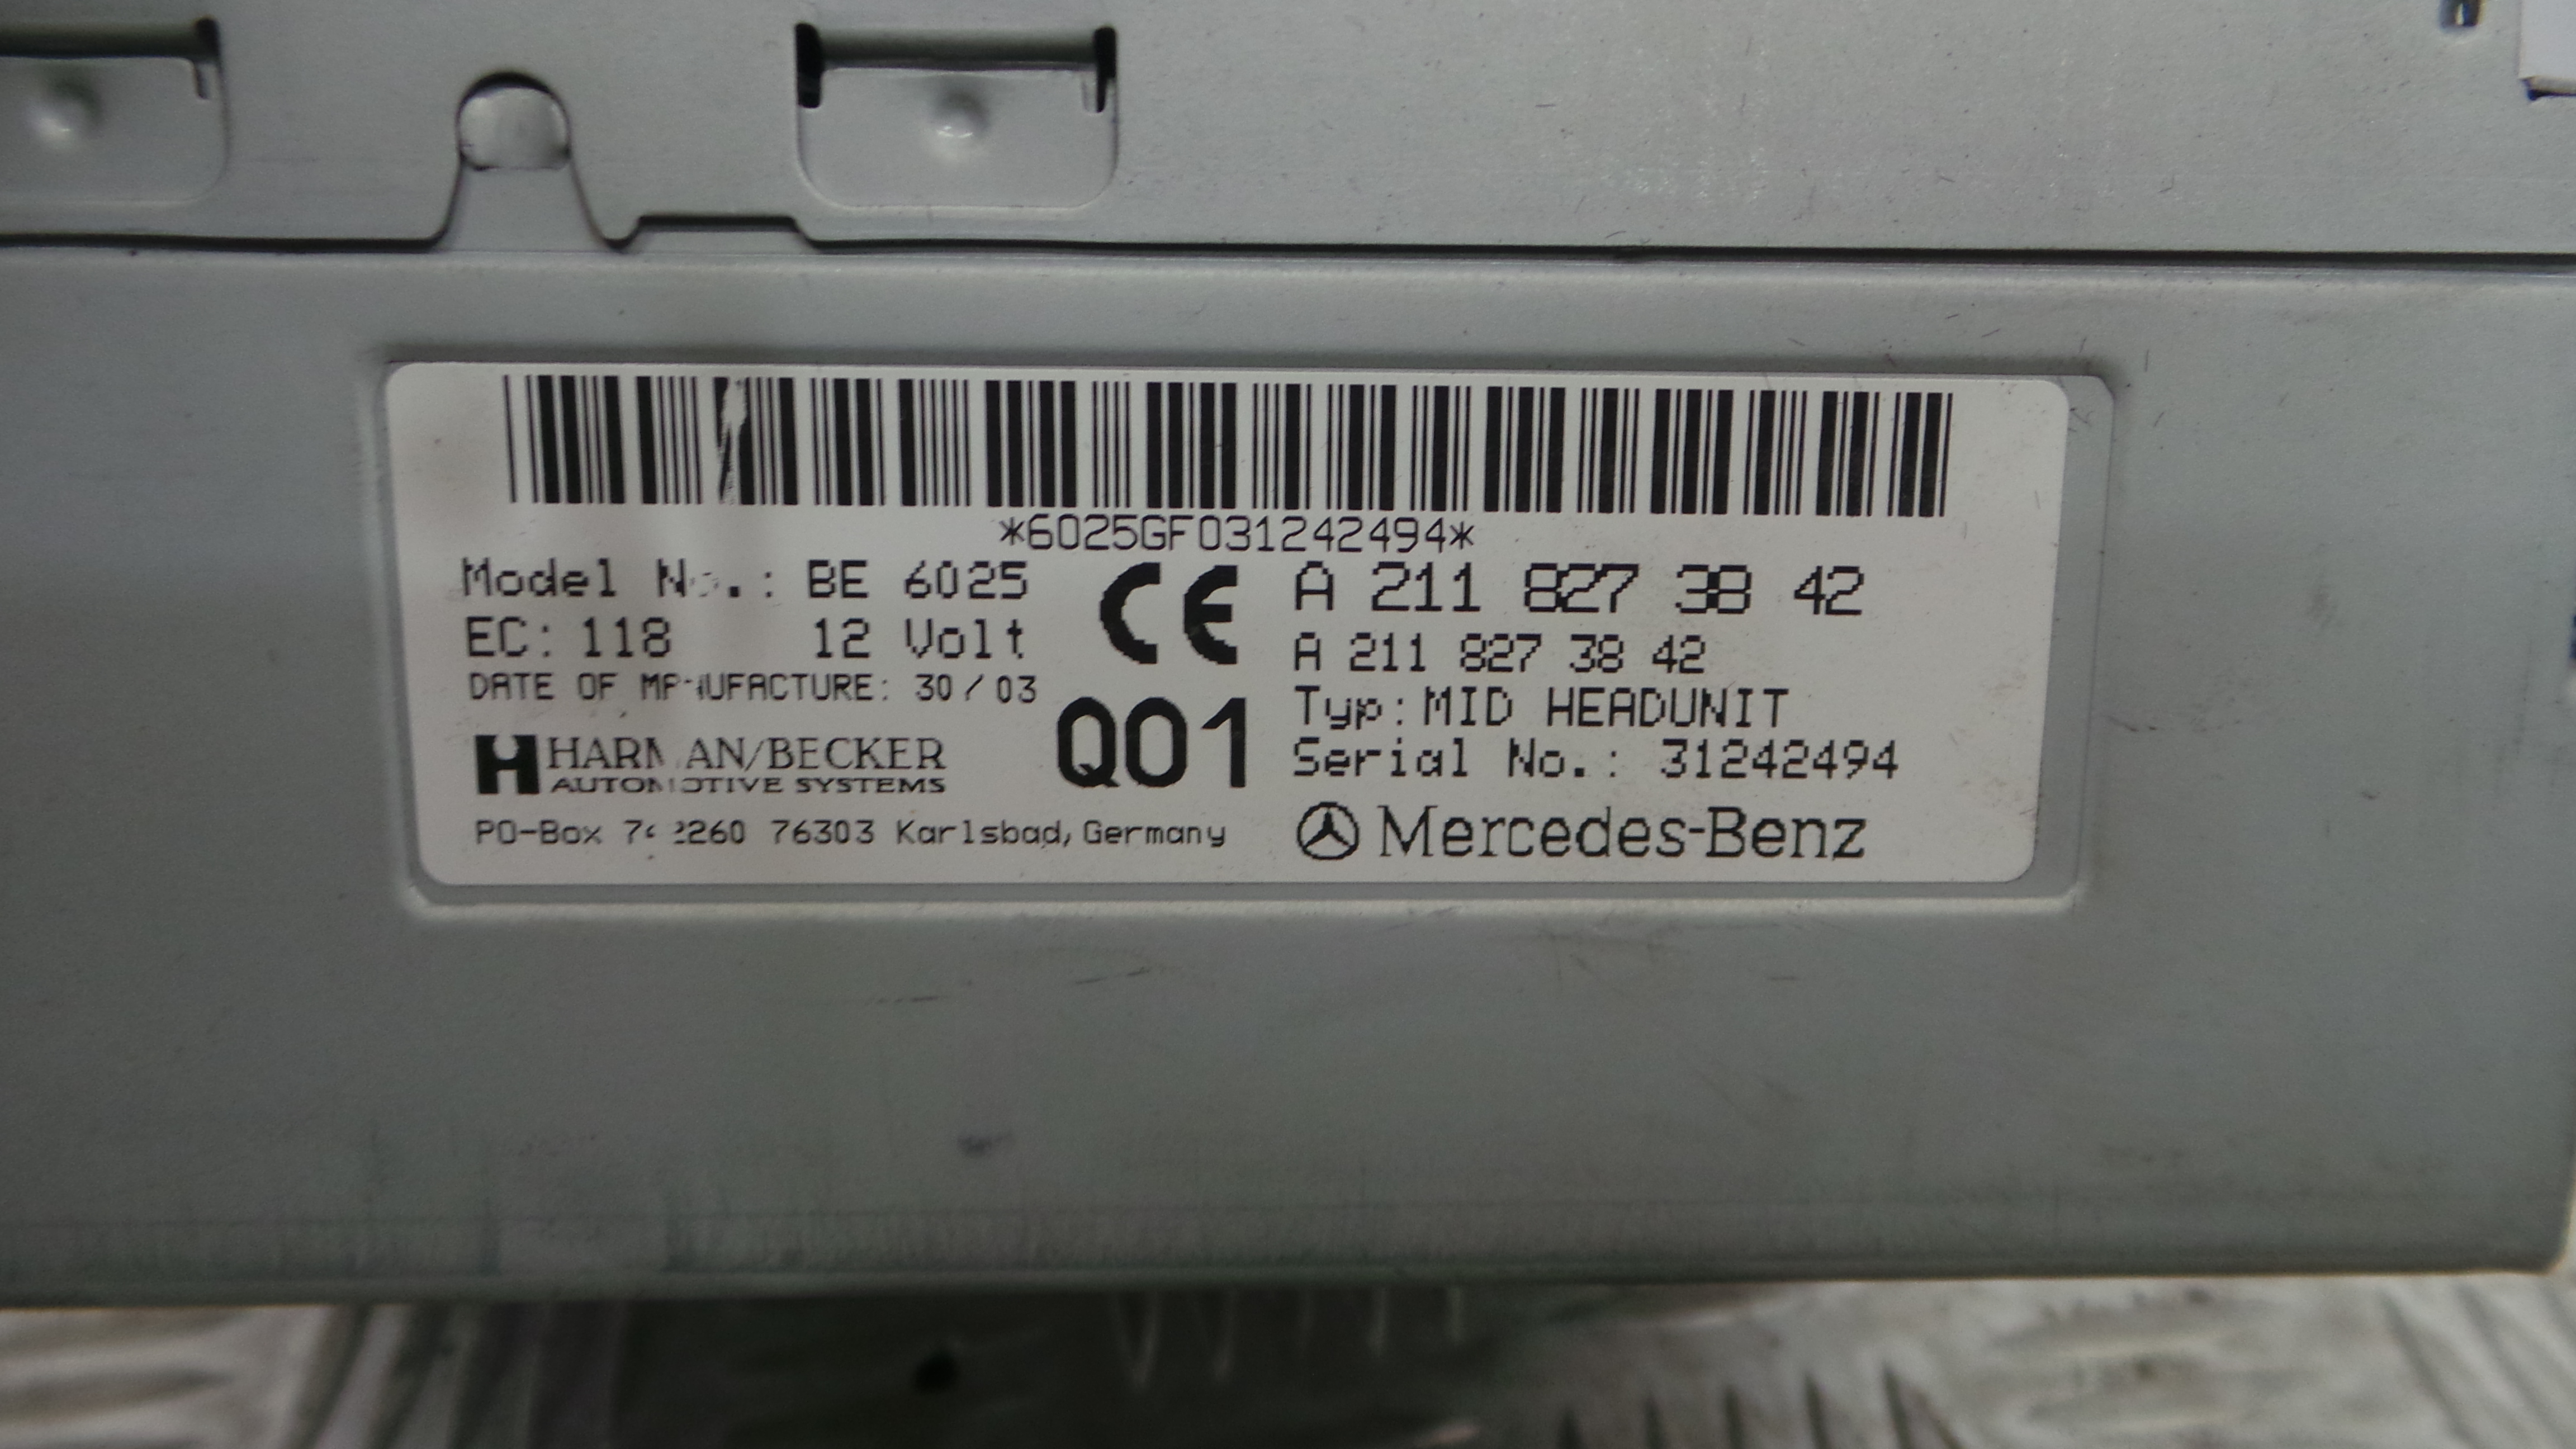 *6025GF031242494*
Model No.: BE 6025
EC: 118 12 Volt
DATE OF MANUFACTURE: 30/03
HARMAN/BECKER
AUTOMOTIVE SYSTEMS
PO-Box 76303 Karlsbad, Germany
CE
Q01
A 211 827 38 42
A 211 827 38 42
Typ: MID HEADUNIT
Serial No.: 31242494
Mercedes-Benz